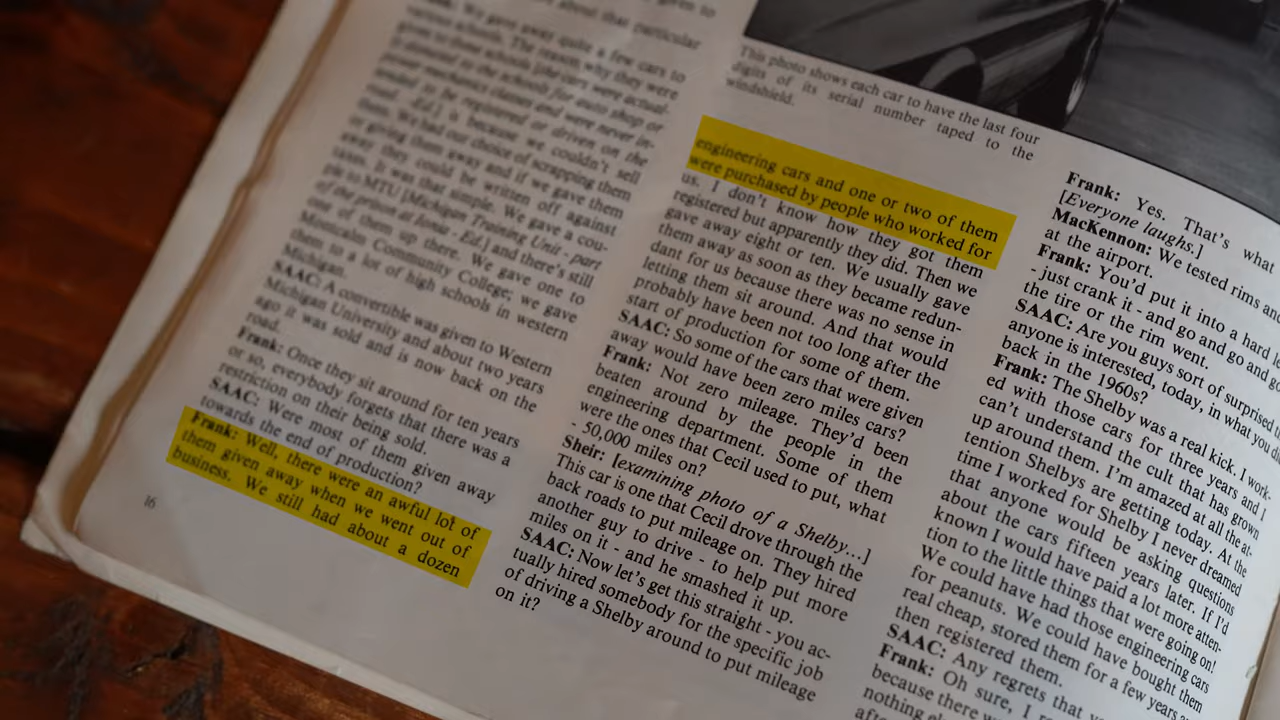 about that particular
We gave away quite a few cars to
various schools. The reason why they were
given to those schools [the cars were actual-
for auto shop or
power mechanics classes and were never in-
tended to be registered or driven on the
road - Ed.] is because we couldn't sell
them. We had our choice of scrapping them
or giving them away and if we gave them
away they could be written off against
taxes. It was that simple. We gave a cou-
ple to MTU [Michigan Training Unit - part
of the prison at Ionia - Ed.] and there's still
one of them up there. We gave one to
Montcalm Community College; we gave
them to a lot of high schools in western
Michigan.
SAAC: A convertible was given to Western
Michigan University and about two years
ago it was sold and is now back on the
road.
Frank: Once they sit around for ten years
or so, everybody forgets that there was a
restriction on their being sold.
SAAC: Were most of them given away
towards the end of production?
Frank: Well, there were an awful lot of
them given away when we went out of
business. We still had about a dozen
16
This photo shows each car to have the last four
digits of its serial number taped to the
windshield.
engineering cars and one or two of them
were purchased by people who worked for
us. I don't know how they got them
registered but apparently they did. Then we
gave away eight or ten. We usually gave
them away as soon as they became redun-
dant for us because there was no sense in
letting them sit around. And that would
probably have been not too long after the
start of production for some of them.
SAAC: So some of the cars that were given
away would have been zero miles cars?
Frank: Not zero mileage. They'd been
beaten around by the people in the
engineering department. Some of them
were the ones that Cecil used to put, what
- 50,000 miles on?
Sheir: [examining photo of a Shelby...]
This car is one that Cecil drove through the
back roads to put mileage on. They hired
another guy to drive - to help put more
miles on it - and he smashed it up.
SAAC: Now let's get this straight - you ac-
tually hired somebody for the specific job
of driving a Shelby around to put mileage
on it?
Frank: Yes. That's what
[Everyone laughs.]
MacKennon: We tested rims and
at the airport.
Frank: You'd put it into a hard
- just crank it - and go and go and go
the tire or the rim went.
SAAC: Are you guys sort of surprised
anyone is interested, today, in what you did
back in the 1960s?
Frank: The Shelby was a real kick. I work-
ed with those cars for three years and I
can't understand the cult that has grown
up around them. I'm amazed at all the at-
tention Shelbys are getting today. At the
time I worked for Shelby I never dreamed
that anyone would be asking questions
about the cars fifteen years later. If I'd
known I would have paid a lot more atten-
tion to the little things that were going on!
We could have had those engineering cars
for peanuts. We could have bought them
real cheap, stored them for a few years and
then registered them.
SAAC: Any regrets that
Frank: Oh sure, I
because there
nothing